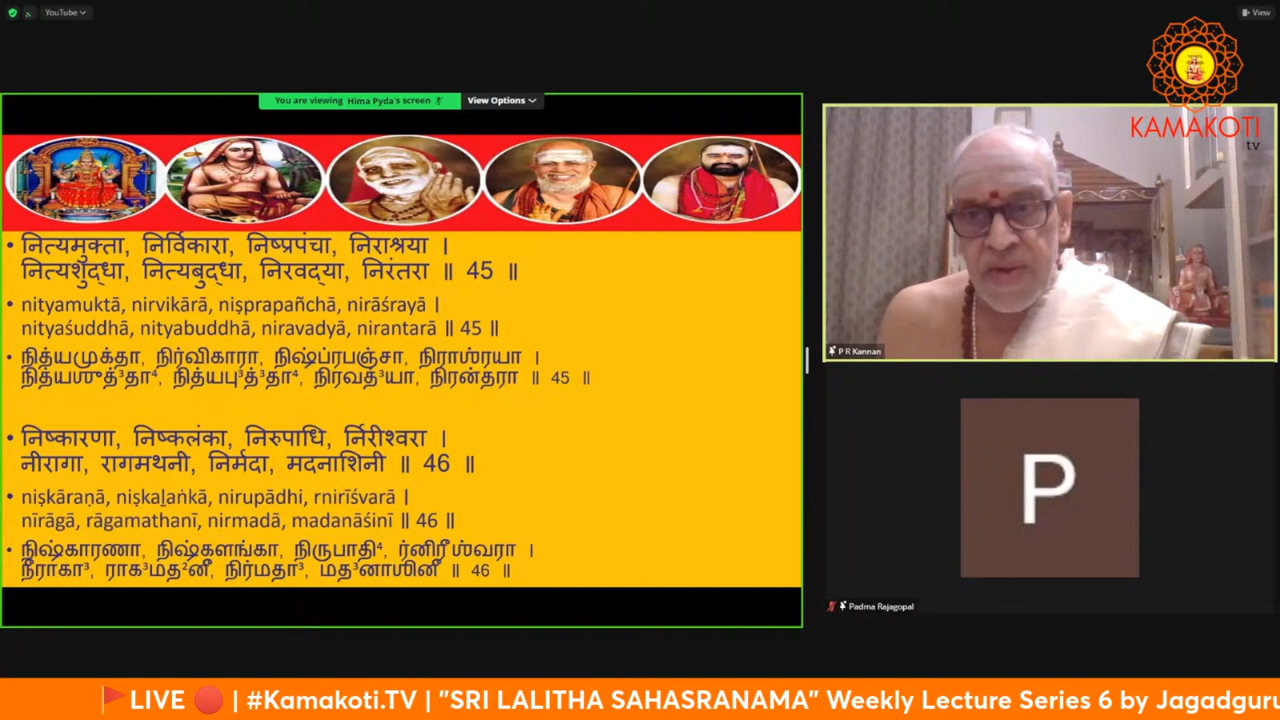 YouTube
View
You are viewing Hima Pyda's screen
View Options
KAMAKOTI
tv
• नित्यमुक्ता, निर्विकारा, निष्प्रपंचा, निराश्रया ।
नित्यशुद्धा, नित्यबुद्धा, निरवद्या, निरंतरा ॥ 45 ॥
• nityamuktā, nirvikārā, niṣprapañchā, nirāśrayā |
nityaśuddhā, nityabuddhā, niravadyā, nirantarā ‖ 45 ‖
• நித்யமுக்தா, நிர்விகாரா, நிஷ்ப்ரபஞ்சா, நிராஶ்ரயா ।
நித்யஶுத்³தா⁴, நித்யபு³த்³தா⁴, நிரவத்³யா, நிரன்தரா ॥ 45 ॥
• निष्कारणा, निष्कलंका, निरुपाधि, र्निरीश्वरा ।
नीरागा, रागमथनी, निर्मदा, मदनाशिनी ॥ 46 ॥
• niṣkāraṇā, niṣkaḻaṅkā, nirupādhi, rnirīśvarā |
nīrāgā, rāgamathanī, nirmadā, madanāśinī ‖ 46 ‖
• நிஷ்காரணா, நிஷ்களங்கா, நிருபாதி⁴, ர்னிரீஶ்வரா ।
நீராகா³, ராக³மத²னீ, நிர்மதா³, மத³னாஶினீ ॥ 46 ॥
P R Kannan
P
Padma Rajagopal
LIVE | #Kamakoti.TV | "SRI LALITHA SAHASRANAMA" Weekly Lecture Series 6 by Jagadguru